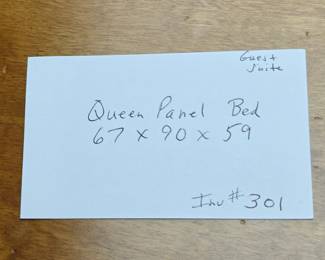 Guest
Suite
Queen Panel Bed
67 x 90 x 59
Inv # 301